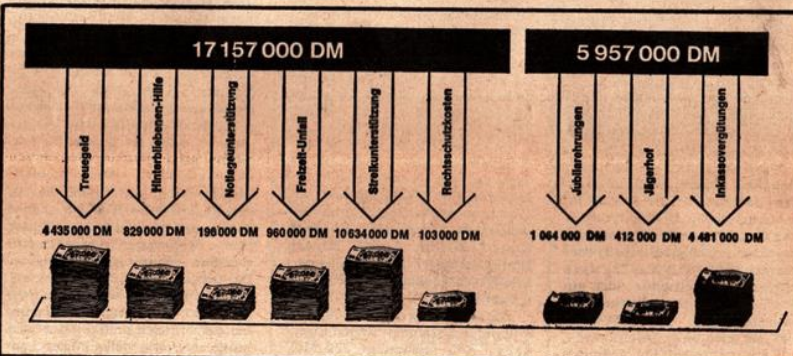 17 157 000 DM 5 957 000 DM
Treuegeld
Hinterbliebenen-Hilfe
Notlageunterstützung
Freizeit-Unfall
Streikunterstützung
Rechtsschutzkosten
Jubilarehrungen
Jägerhof
Inkassovergütungen
4 435 000 DM 829 000 DM 196 000 DM 960 000 DM 10 634 000 DM 103 000 DM 1 064 000 DM 412 000 DM 4 481 000 DM